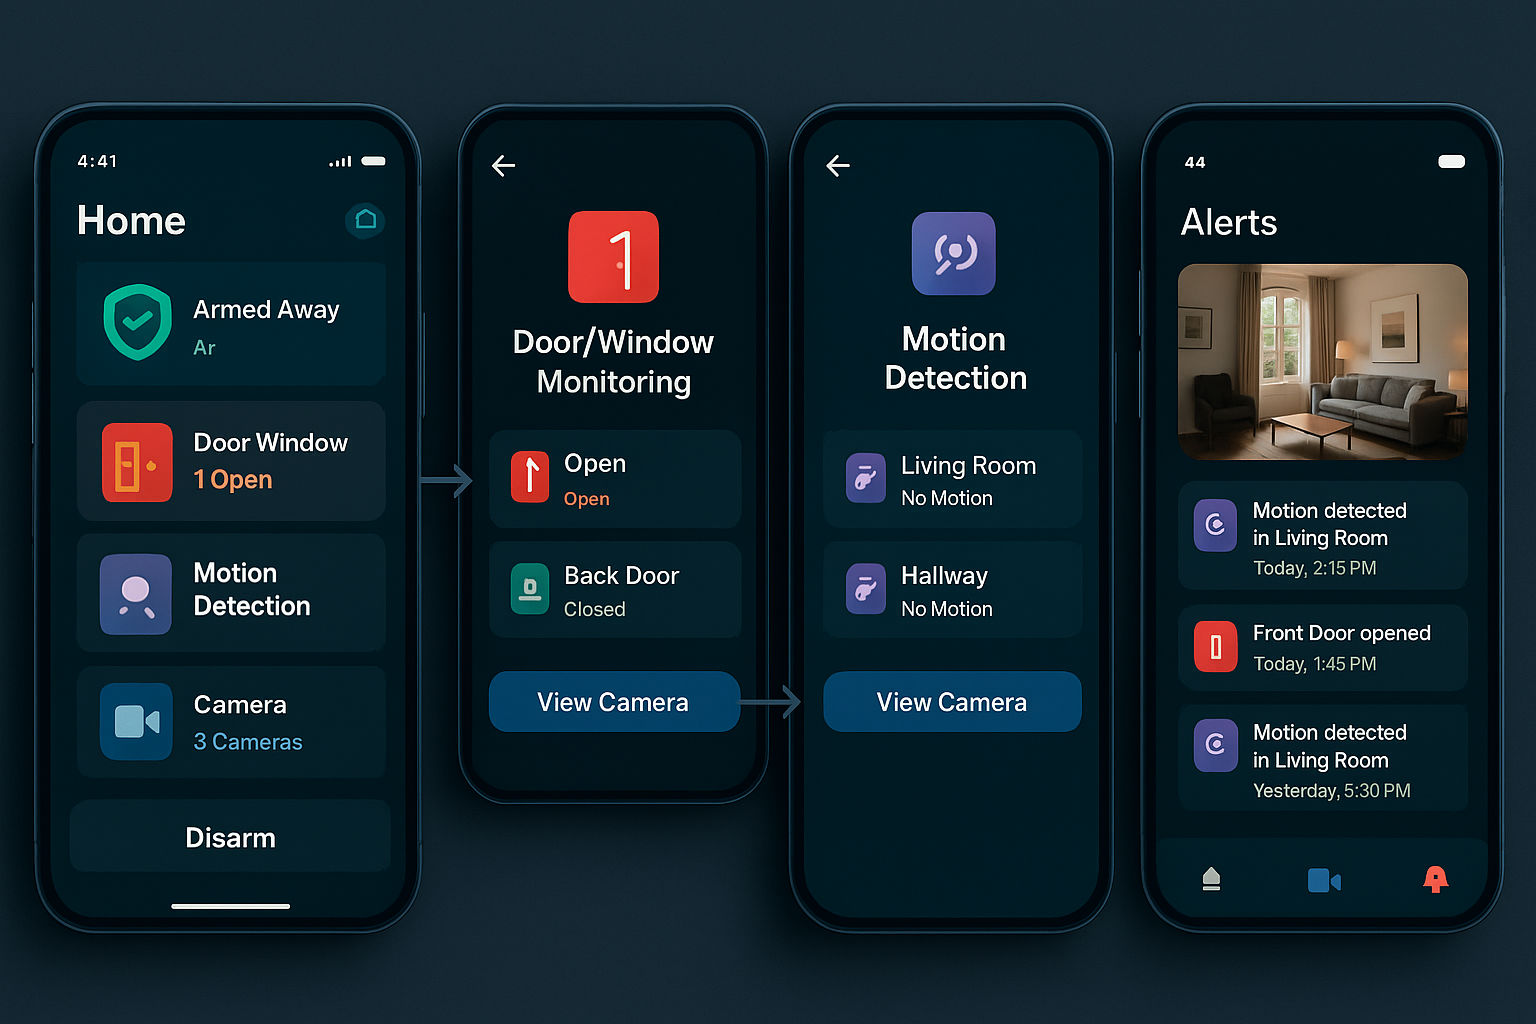 4:41
Home
Armed Away
Ar
Door Window
1 Open
Motion
Detection
Camera
3 Cameras
Disarm
Door/Window
Monitoring
Open
Open
Back Door
Closed
View Camera
Motion
Detection
Living Room
No Motion
Hallway
No Motion
View Camera
44
Alerts
Motion detected
in Living Room
Today, 2:15 PM
Front Door opened
Today, 1:45 PM
Motion detected
in Living Room
Yesterday, 5:30 PM